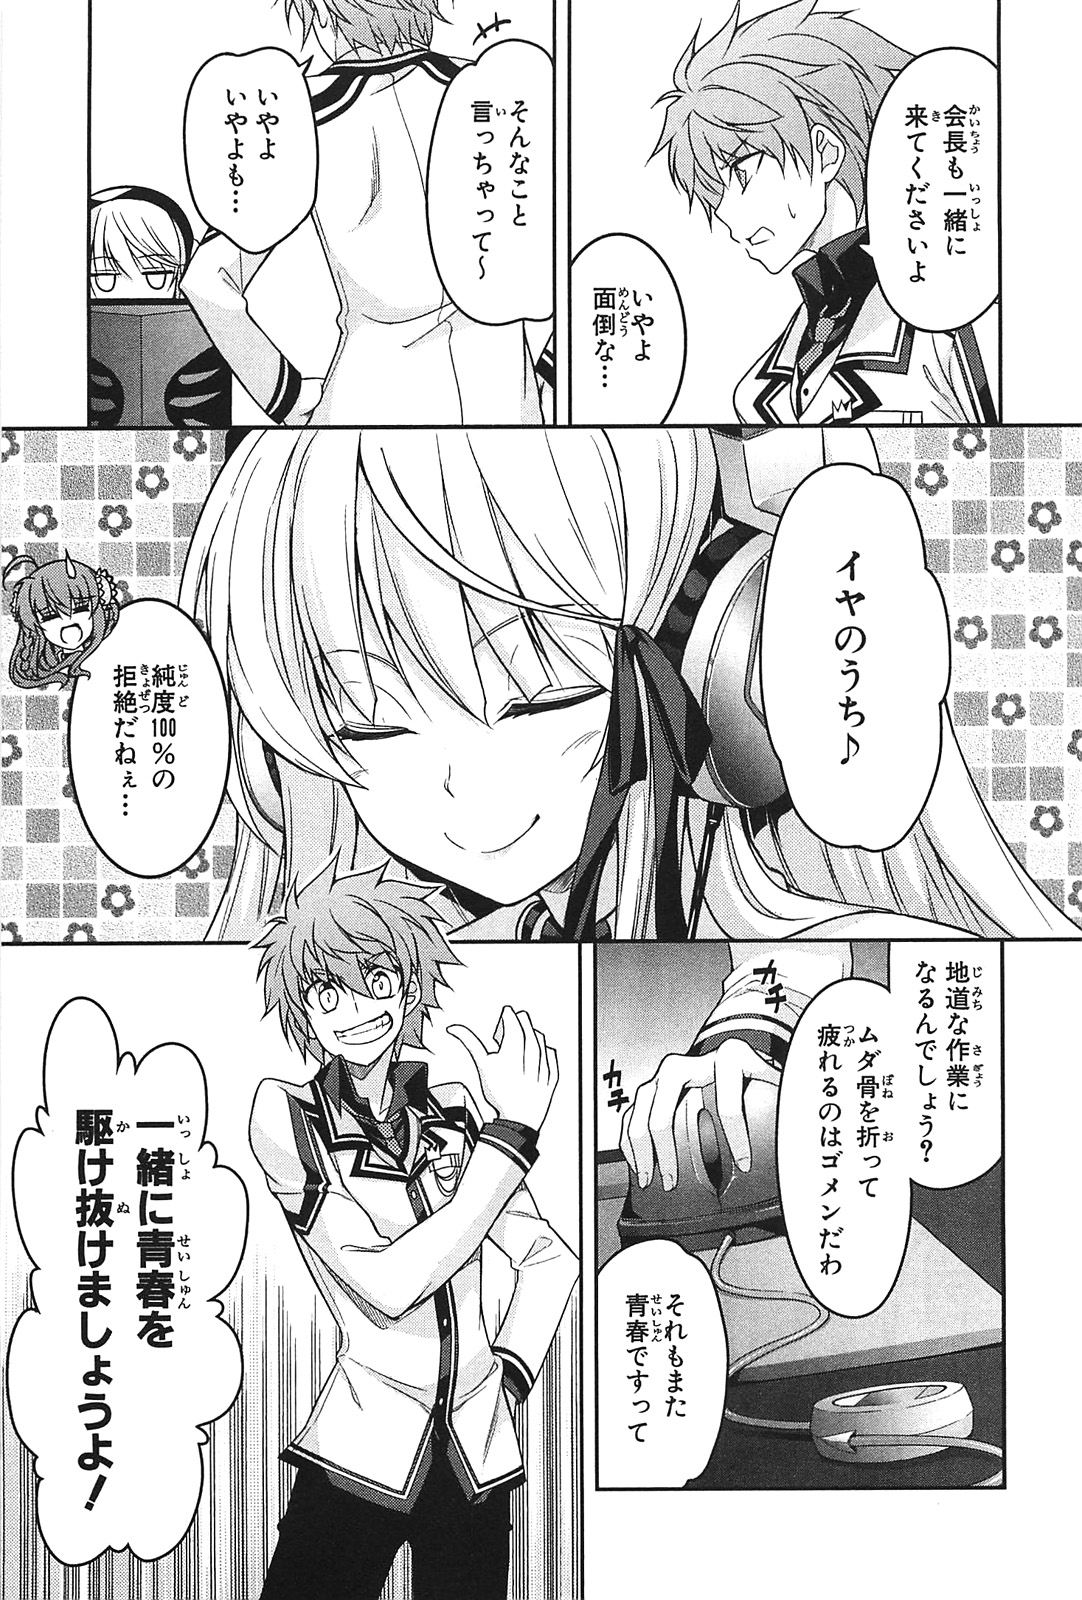 会長も一緒に
来てくださいよ
いやよ
面倒な…
そんなこと
言っちゃって～
いやよ
いやよも…
イヤのうち♪
純度100%の
拒絶だねぇ…
地道な作業に
なるんでしょう?
ムダ骨を折って
疲れるのはゴメンだわ
カチ
カチ
それもまた
青春ですって
一緒に青春を
駆け抜けましょうよ!